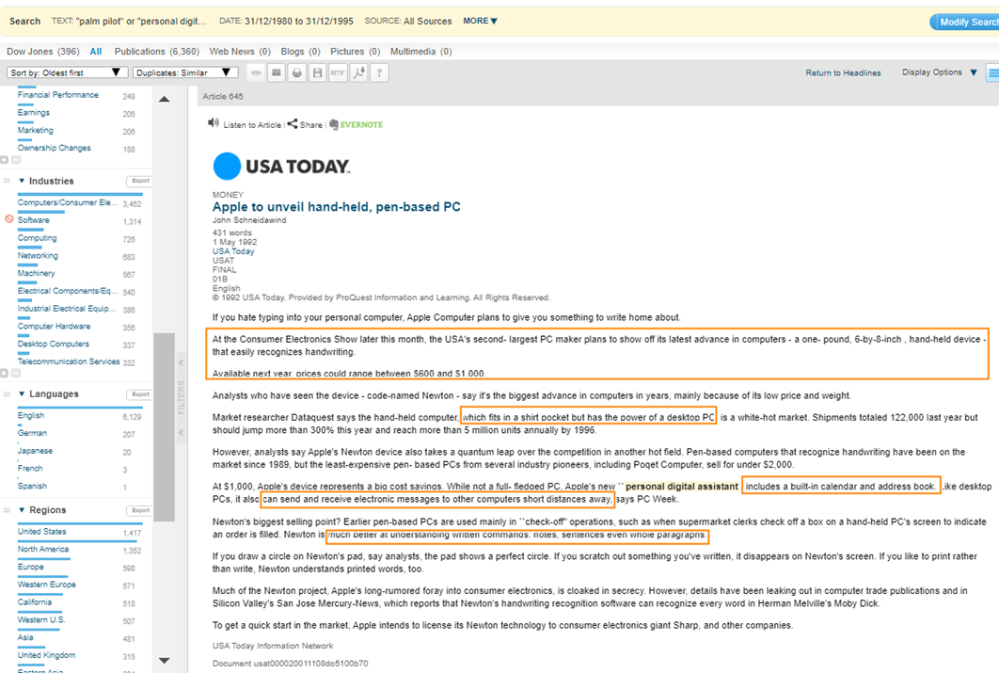 Search TEXT: "palm pilot" or "personal digit... DATE: 31/12/1980 to 31/12/1995 SOURCE: All Sources MORE ▼ Modify Search
Dow Jones (396) All Publications (6,360) Web News (0) Blogs (0) Pictures (0) Multimedia (0)
Sort by: Oldest first ▼ Duplicates: Similar ▼ RTF ? Return to Headlines Display Options ▼
Financial Performance 249
Earnings 206
Marketing 206
Ownership Changes 188
▼ Industries Export
Computers/Consumer Ele... 3,462
Software 1,314
Computing 726
Networking 683
Machinery 567
Electrical Components/Eq... 540
Industrial Electrical Equip... 386
Computer Hardware 356
Desktop Computers 337
Telecommunication Services 332
▼ Languages Export
English 6,129
German 207
Japanese 20
French 3
Spanish 1
▼ Regions Export
United States 1,417
North America 1,352
Europe 598
Western Europe 571
California 518
Western U.S. 507
Asia 481
United Kingdom 315
Eastern Asia
FILTERS
Article 645
Listen to Article | Share | EVERNOTE
USA TODAY.
MONEY
Apple to unveil hand-held, pen-based PC
John Schneidawind
431 words
1 May 1992
USA Today
USAT
FINAL
01B
English
© 1992 USA Today. Provided by ProQuest Information and Learning. All Rights Reserved.
If you hate typing into your personal computer, Apple Computer plans to give you something to write home about.
At the Consumer Electronics Show later this month, the USA's second- largest PC maker plans to show off its latest advance in computers - a one- pound, 6-by-8-inch , hand-held device -
that easily recognizes handwriting.
Available next year, prices could range between $600 and $1,000.
Analysts who have seen the device - code-named Newton - say it's the biggest advance in computers in years, mainly because of its low price and weight.
Market researcher Dataquest says the hand-held computer, which fits in a shirt pocket but has the power of a desktop PC, is a white-hot market. Shipments totaled 122,000 last year but
should jump more than 300% this year and reach more than 5 million units annually by 1996.
However, analysts say Apple's Newton device also takes a quantum leap over the competition in another hot field. Pen-based computers that recognize handwriting have been on the
market since 1989, but the least-expensive pen- based PCs from several industry pioneers, including Poqet Computer, sell for under $2,000.
At $1,000, Apple's device represents a big cost savings. While not a full- fledged PC, Apple's new ``personal digital assistant includes a built-in calendar and address book. Like desktop
PCs, it also can send and receive electronic messages to other computers short distances away, says PC Week.
Newton's biggest selling point? Earlier pen-based PCs are used mainly in ``check-off'' operations, such as when supermarket clerks check off a box on a hand-held PC's screen to indicate
an order is filled. Newton is much better at understanding written commands: notes, sentences even whole paragraphs.
If you draw a circle on Newton's pad, say analysts, the pad shows a perfect circle. If you scratch out something you've written, it disappears on Newton's screen. If you like to print rather
than write, Newton understands printed words, too.
Much of the Newton project, Apple's long-rumored foray into consumer electronics, is cloaked in secrecy. However, details have been leaking out in computer trade publications and in
Silicon Valley's San Jose Mercury-News, which reports that Newton's handwriting recognition software can recognize every word in Herman Melville's Moby Dick.
To get a quick start in the market, Apple intends to license its Newton technology to consumer electronics giant Sharp, and other companies.
USA Today Information Network
Document usat000020011108do5100b70